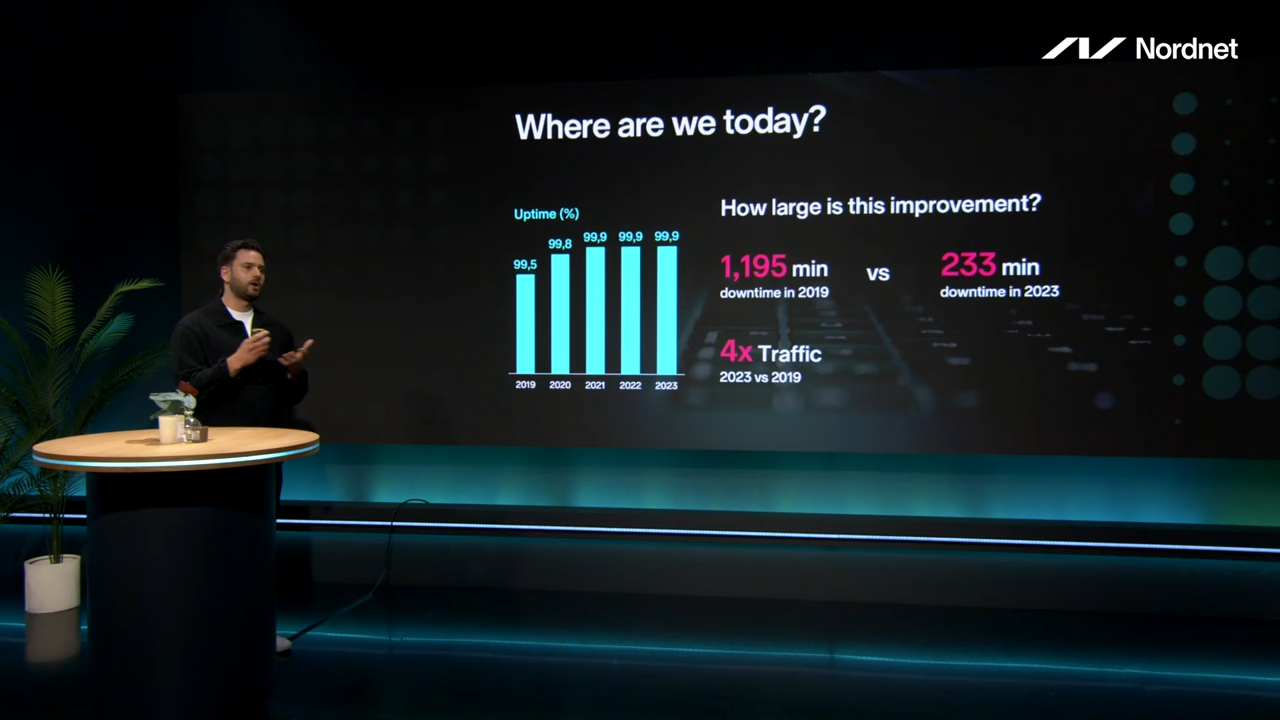 Nordnet
Where are we today?
Uptime (%)
99,5
99,8
99,9
99,9
99,9
2019
2020
2021
2022
2023
How large is this improvement?
1,195 min
downtime in 2019
vs
233 min
downtime in 2023
4x Traffic
2023 vs 2019